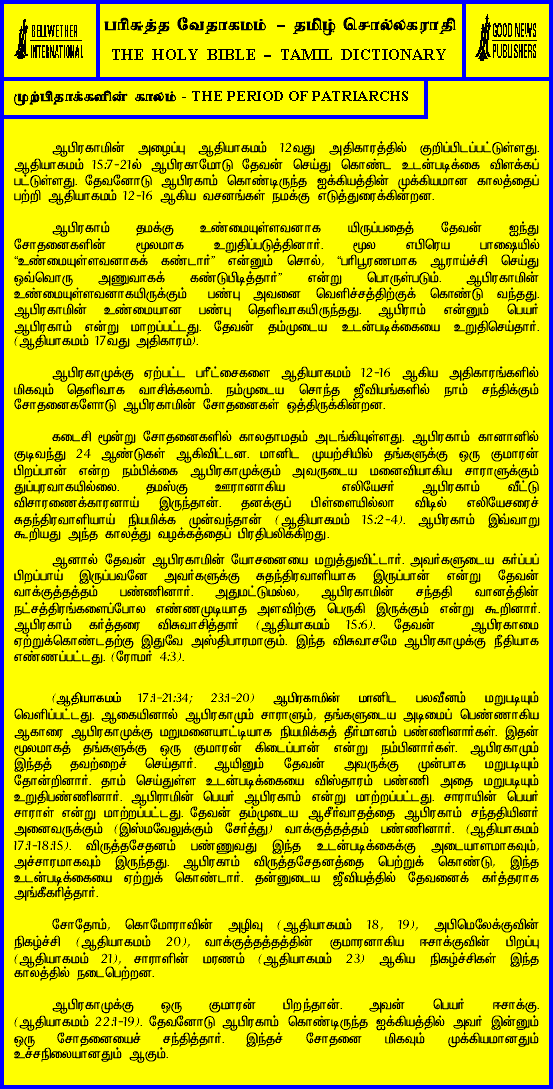 BELLWETHER
INTERNATIONAL
பரிசுத்த வேதாகமம் – தமிழ் சொல்லகராதி
THE HOLY BIBLE – TAMIL DICTIONARY
GOOD NEWS
PUBLISHERS
முற்பிதாக்களின் காலம் - THE PERIOD OF PATRIARCHS
ஆபிரகாமின் அழைப்பு ஆதியாகமம் 12வது அதிகாரத்தில் குறிப்பிடப்பட்டுள்ளது.
ஆதியாகமம் 15:7-21ல் ஆபிரகாமோடு தேவன் செய்து கொண்ட உடன்படிக்கை விளக்கப்
பட்டுள்ளது. தேவனோடு ஆபிரகாம் கொண்டிருந்த ஐக்கியத்தின் முக்கியமான காலத்தைப்
பற்றி ஆதியாகமம் 12-16 ஆகிய வசனங்கள் நமக்கு எடுத்துரைக்கின்றன.
ஆபிரகாம் தமக்கு உண்மையுள்ளவனாக யிருப்பதைத் தேவன் ஐந்து
சோதனைகளின் மூலமாக உறுதிப்படுத்தினார். மூல எபிரெய பாஷையில்
“உண்மையுள்ளவனாகக் கண்டார்” என்னும் சொல், “பரிபூரணமாக ஆராய்ச்சி செய்து
ஒவ்வொரு அணுவாகக் கண்டுபிடித்தார்” என்று பொருள்படும். ஆபிரகாமின்
உண்மையுள்ளவனாகயிருக்கும் பண்பு அவனை வெளிச்சத்திற்குக் கொண்டு வந்தது.
ஆபிரகாமின் உண்மையான பண்பு தெளிவாகயிருந்தது. ஆபிராம் என்னும் பெயர்
ஆபிரகாம் என்று மாறப்பட்டது. தேவன் தம்முடைய உடன்படிக்கையை உறுதிசெய்தார்.
(ஆதியாகமம் 17வது அதிகாரம்).
ஆபிரகாமுக்கு ஏற்பட்ட பரீட்சைகளை ஆதியாகமம் 12-16 ஆகிய அதிகாரங்களில்
மிகவும் தெளிவாக வாசிக்கலாம். நம்முடைய சொந்த ஜீவியங்களில் நாம் சந்திக்கும்
சோதனைகளோடு ஆபிரகாமின் சோதனைகள் ஒத்திருக்கின்றன.
கடைசி மூன்று சோதனைகளில் காலதாமதம் அடங்கியுள்ளது. ஆபிரகாம் கானானில்
குடிவந்து 24 ஆண்டுகள் ஆகிவிட்டன. மானிட முயற்சியில் தங்களுக்கு ஒரு குமாரன்
பிறப்பான் என்ற நம்பிக்கை ஆபிரகாமுக்கும் அவருடைய மனைவியாகிய சாராளுக்கும்
துப்புரவாகயில்லை. தமஸ்கு ஊரானாகிய எலியேசர் ஆபிரகாம் வீட்டு
விசாரணைக்காரனாய் இருந்தான். தனக்குப் பிள்ளையில்லா விடில் எலியேசரைச்
சுதந்திரவாளியாய் நியமிக்க முன்வந்தான் (ஆதியாகமம் 15:2-4). ஆபிரகாம் இவ்வாறு
கூறியது அந்த காலத்து வழக்கத்தைப் பிரதிபலிக்கிறது.
ஆனால் தேவன் ஆபிரகாமின் யோசனையை மறுத்துவிட்டார். அவர்களுடைய கர்ப்பப்
பிறப்பாய் இருப்பவனே அவர்களுக்கு சுதந்திரவாளியாக இருப்பான் என்று தேவன்
வாக்குத்தத்தம் பண்ணினார். அதுமட்டுமல்ல, ஆபிரகாமின் சந்ததி வானத்தின்
நட்சத்திரங்களைப்போல எண்ணமுடியாத அளவிற்கு பெருகி இருக்கும் என்று கூறினார்.
ஆபிரகாம் கர்த்தரை விசுவாசித்தார் (ஆதியாகமம் 15:6). தேவன் ஆபிரகாமை
ஏற்றுக்கொண்டதற்கு இதுவே அஸ்திபாரமாகும். இந்த விசுவாசமே ஆபிரகாமுக்கு நீதியாக
எண்ணப்பட்டது. (ரோமர் 4:3).
(ஆதியாகமம் 17:1-21:34; 23:1-20) ஆபிரகாமின் மானிட பலவீனம் மறுபடியும்
வெளிப்பட்டது. ஆகையினால் ஆபிரகாமும் சாராளும், தங்களுடைய அடிமைப் பெண்ணாகிய
ஆகாரை ஆபிரகாமுக்கு மறுமனையாட்டியாக நியமிக்கத் தீர்மானம் பண்ணினார்கள். இதன்
மூலமாகத் தங்களுக்கு ஒரு குமாரன் கிடைப்பான் என்று நம்பினார்கள். ஆபிரகாமும்
இந்தத் தவற்றைச் செய்தார். ஆயினும் தேவன் அவருக்கு முன்பாக மறுபடியும்
தோன்றினார். தாம் செய்துள்ள உடன்படிக்கையை விஸ்தாரம் பண்ணி அதை மறுபடியும்
உறுதிபண்ணினார். ஆபிராமின் பெயர் ஆபிரகாம் என்று மாற்றப்பட்டது. சாராயின் பெயர்
சாராள் என்று மாற்றப்பட்டது. தேவன் தம்முடைய ஆசீர்வாதத்தை ஆபிரகாம் சந்ததியினர்
அனைவருக்கும் (இஸ்மவேலுக்கும் சேர்த்து) வாக்குத்தத்தம் பண்ணினார். (ஆதியாகமம்
17:1-18:15). விருத்தசேதனம் பண்ணுவது இந்த உடன்படிக்கைக்கு அடையாளமாகவும்,
அச்சாரமாகவும் இருந்தது. ஆபிரகாம் விருத்தசேதனத்தை பெற்றுக் கொண்டு, இந்த
உடன்படிக்கையை ஏற்றுக் கொண்டார். தன்னுடைய ஜீவியத்தில் தேவனைக் கர்த்தராக
அங்கீகரித்தார்.
சோதோம், கொமோராவின் அழிவு (ஆதியாகமம் 18, 19), அபிமெலேக்குவின்
நிகழ்ச்சி (ஆதியாகமம் 20), வாக்குத்தத்தத்தின் குமாரனாகிய ஈசாக்குவின் பிறப்பு
(ஆதியாகமம் 21), சாராளின் மரணம் (ஆதியாகமம் 23) ஆகிய நிகழ்ச்சிகள் இந்த
காலத்தில் நடைபெற்றன.
ஆபிரகாமுக்கு ஒரு குமாரன் பிறந்தான். அவன் பெயர் ஈசாக்கு.
(ஆதியாகமம் 22:1-19). தேவனோடு ஆபிரகாம் கொண்டிருந்த ஐக்கியத்தில் அவர் இன்னும்
ஒரு சோதனையைச் சந்தித்தார். இந்தச் சோதனை மிகவும் முக்கியமானதும்
உச்சநிலையானதும் ஆகும்.